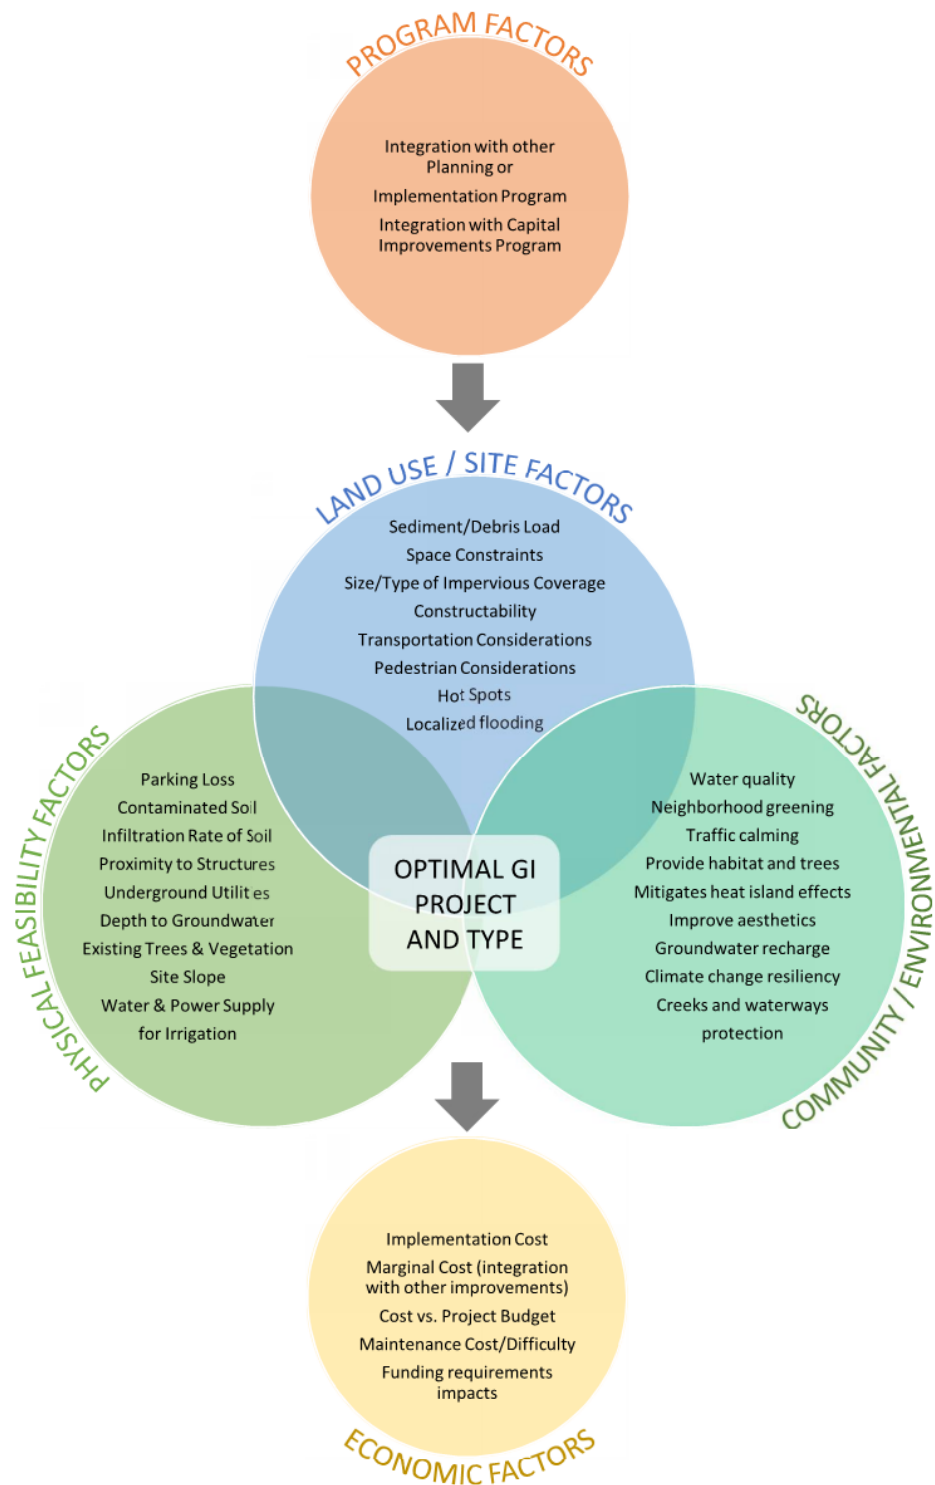 PROGRAM FACTORS
Integration with other
Planning or
Implementation Program
Integration with Capital
Improvements Program
LAND USE / SITE FACTORS
Sediment/Debris Load
Space Constraints
Size/Type of Impervious Coverage
Constructability
Transportation Considerations
Pedestrian Considerations
Hot Spots
Localized flooding
PHYSICAL FEASIBILITY FACTORS
Parking Loss
Contaminated Soil
Infiltration Rate of Soil
Proximity to Structures
Underground Utilities
Depth to Groundwater
Existing Trees & Vegetation
Site Slope
Water & Power Supply
for Irrigation
OPTIMAL GI
PROJECT
AND TYPE
COMMUNITY / ENVIRONMENTAL FACTORS
Water quality
Neighborhood greening
Traffic calming
Provide habitat and trees
Mitigates heat island effects
Improve aesthetics
Groundwater recharge
Climate change resiliency
Creeks and waterways
protection
Implementation Cost
Marginal Cost (integration
with other improvements)
Cost vs. Project Budget
Maintenance Cost/Difficulty
Funding requirements
impacts
ECONOMIC FACTORS